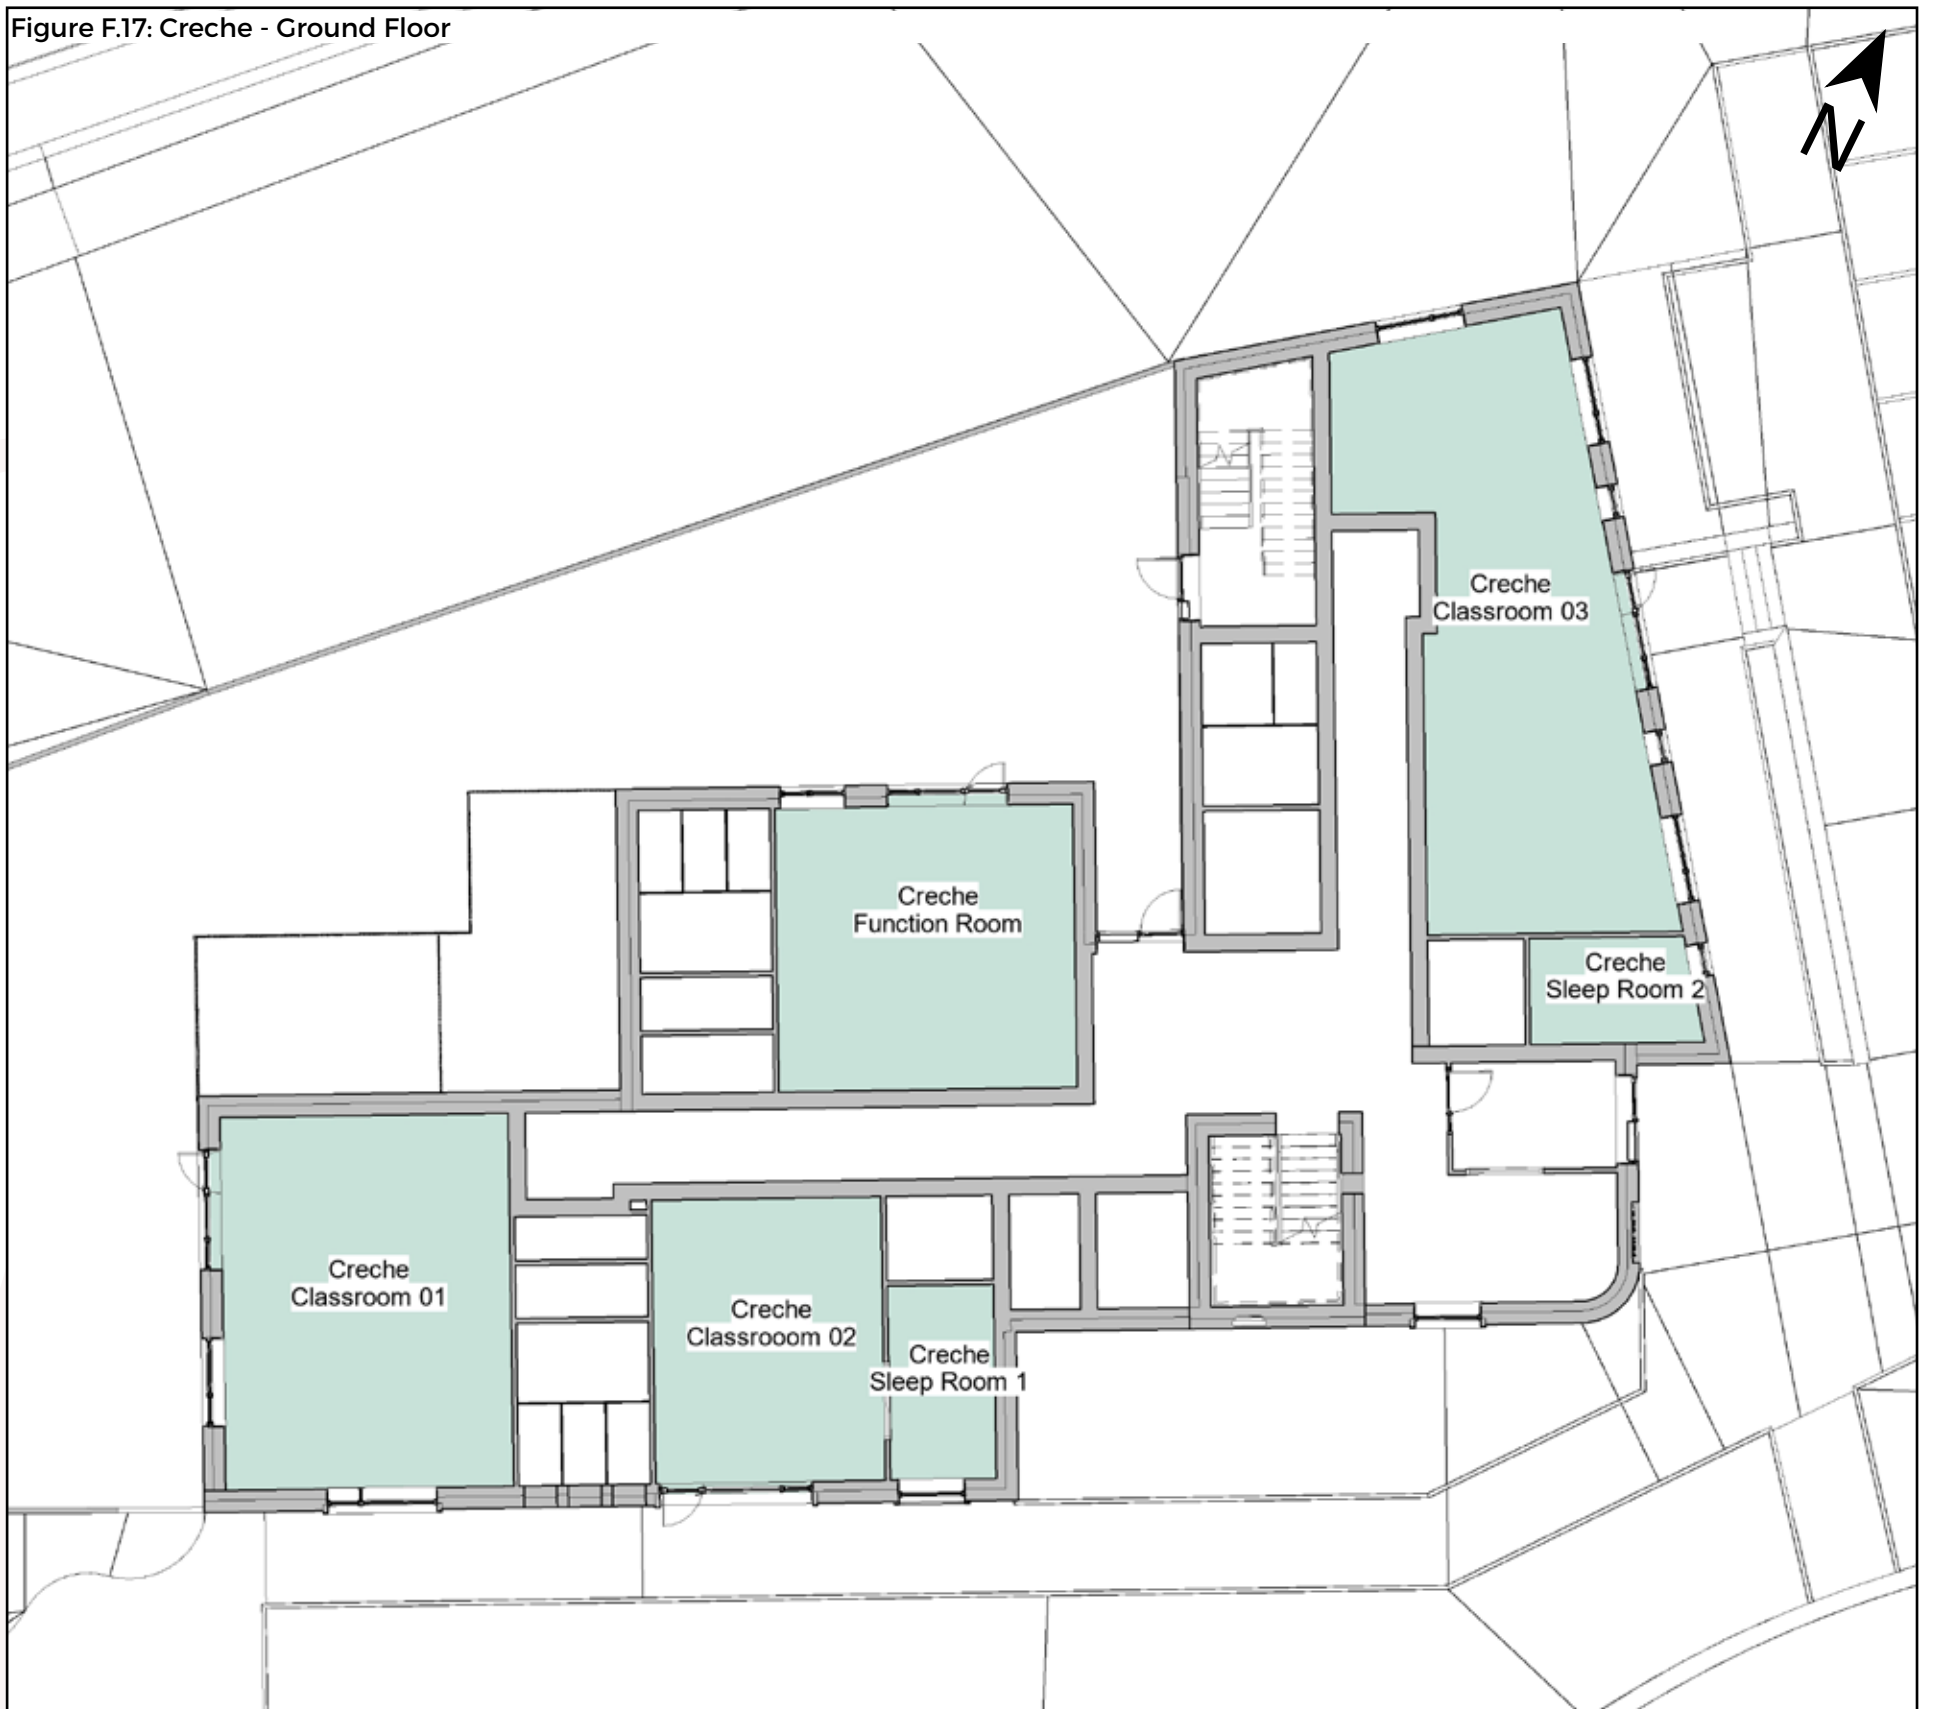 Figure F.17: Creche - Ground Floor
N
Creche
Classroom 03
Creche
Function Room
Creche
Sleep Room 2
Creche
Classroom 01
Creche
Classrooom 02
Creche
Sleep Room 1